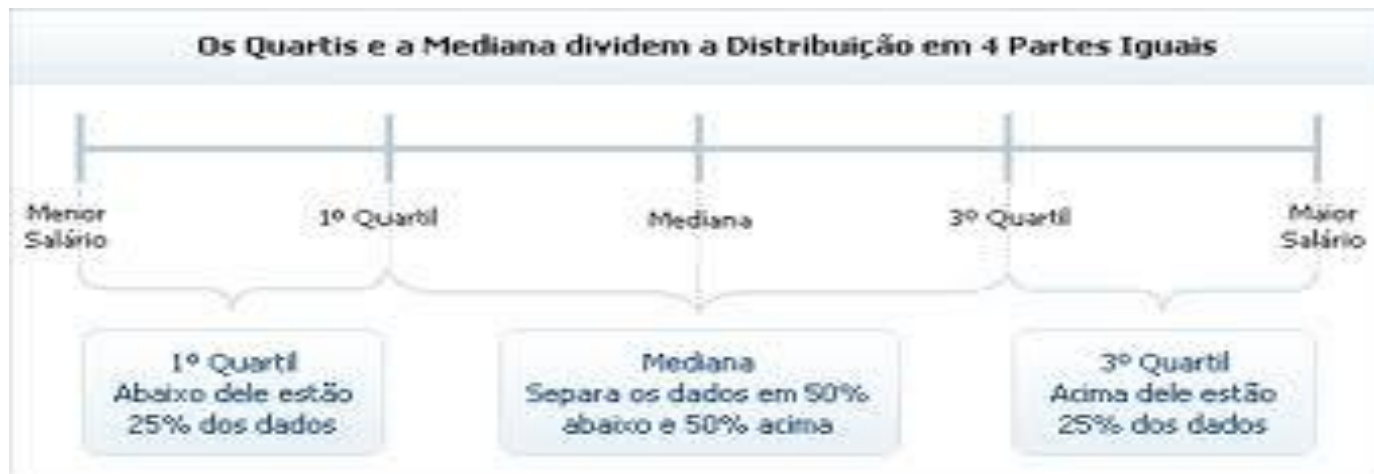 Os Quartis e a Mediana dividem a Distribuição em 4 Partes Iguais
Menor
Salário
1º Quartil
Mediana
3º Quartil
Maior
Salário
1º Quartil
Abaixo dele estão
25% dos dados
Mediana
Separa os dados em 50%
abaixo e 50% acima
3º Quartil
Acima dele estão
25% dos dados